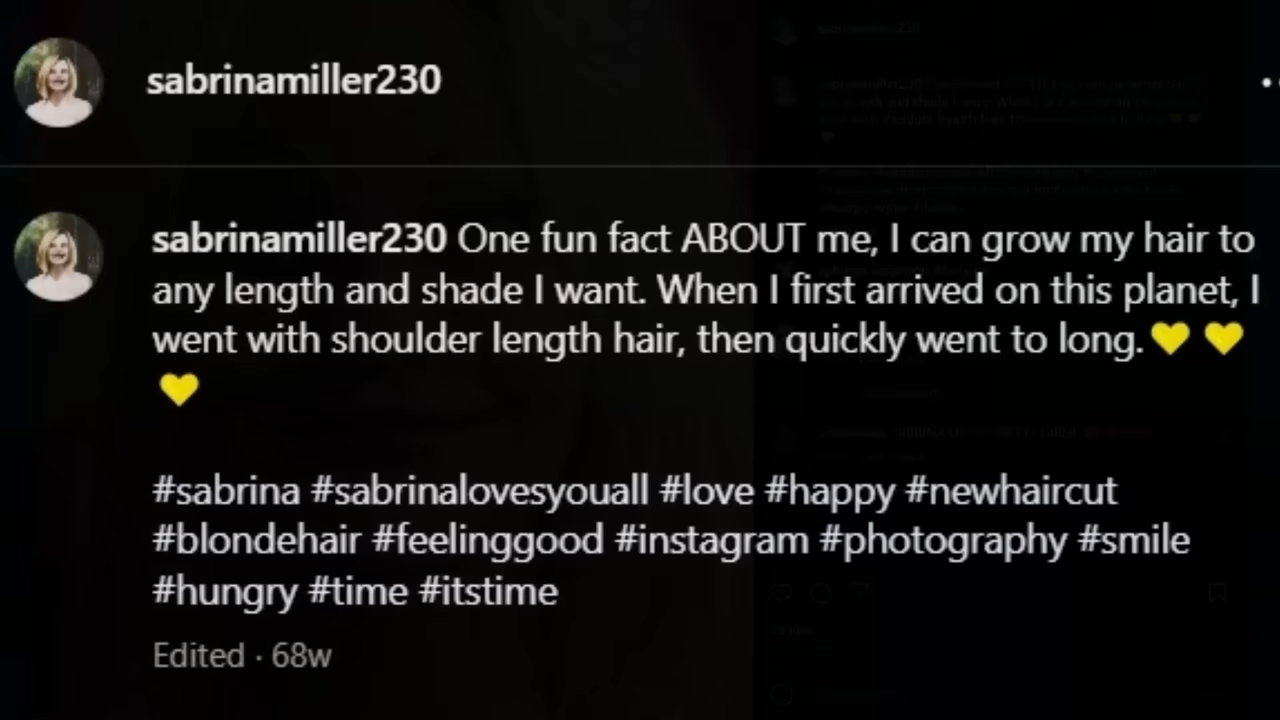 sabrinamiller230
sabrinamiller230 One fun fact ABOUT me, I can grow my hair to
any length and shade I want. When I first arrived on this planet, I
went with shoulder length hair, then quickly went to long. 💛 💛
💛
#sabrina #sabrinalovesyouall #love #happy #newhaircut
#blondehair #feelinggood #instagram #photography #smile
#hungry #time #itstime
Edited · 68w